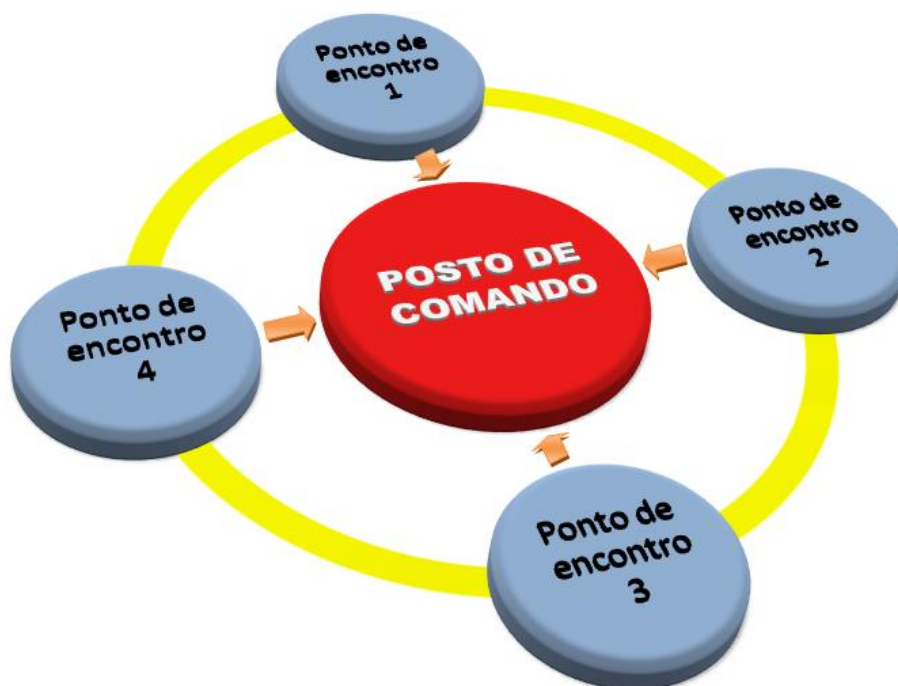 Ponto de
encontro
1
Ponto de
encontro
2
POSTO DE
COMANDO
Ponto de
encontro
4
Ponto de
encontro
3